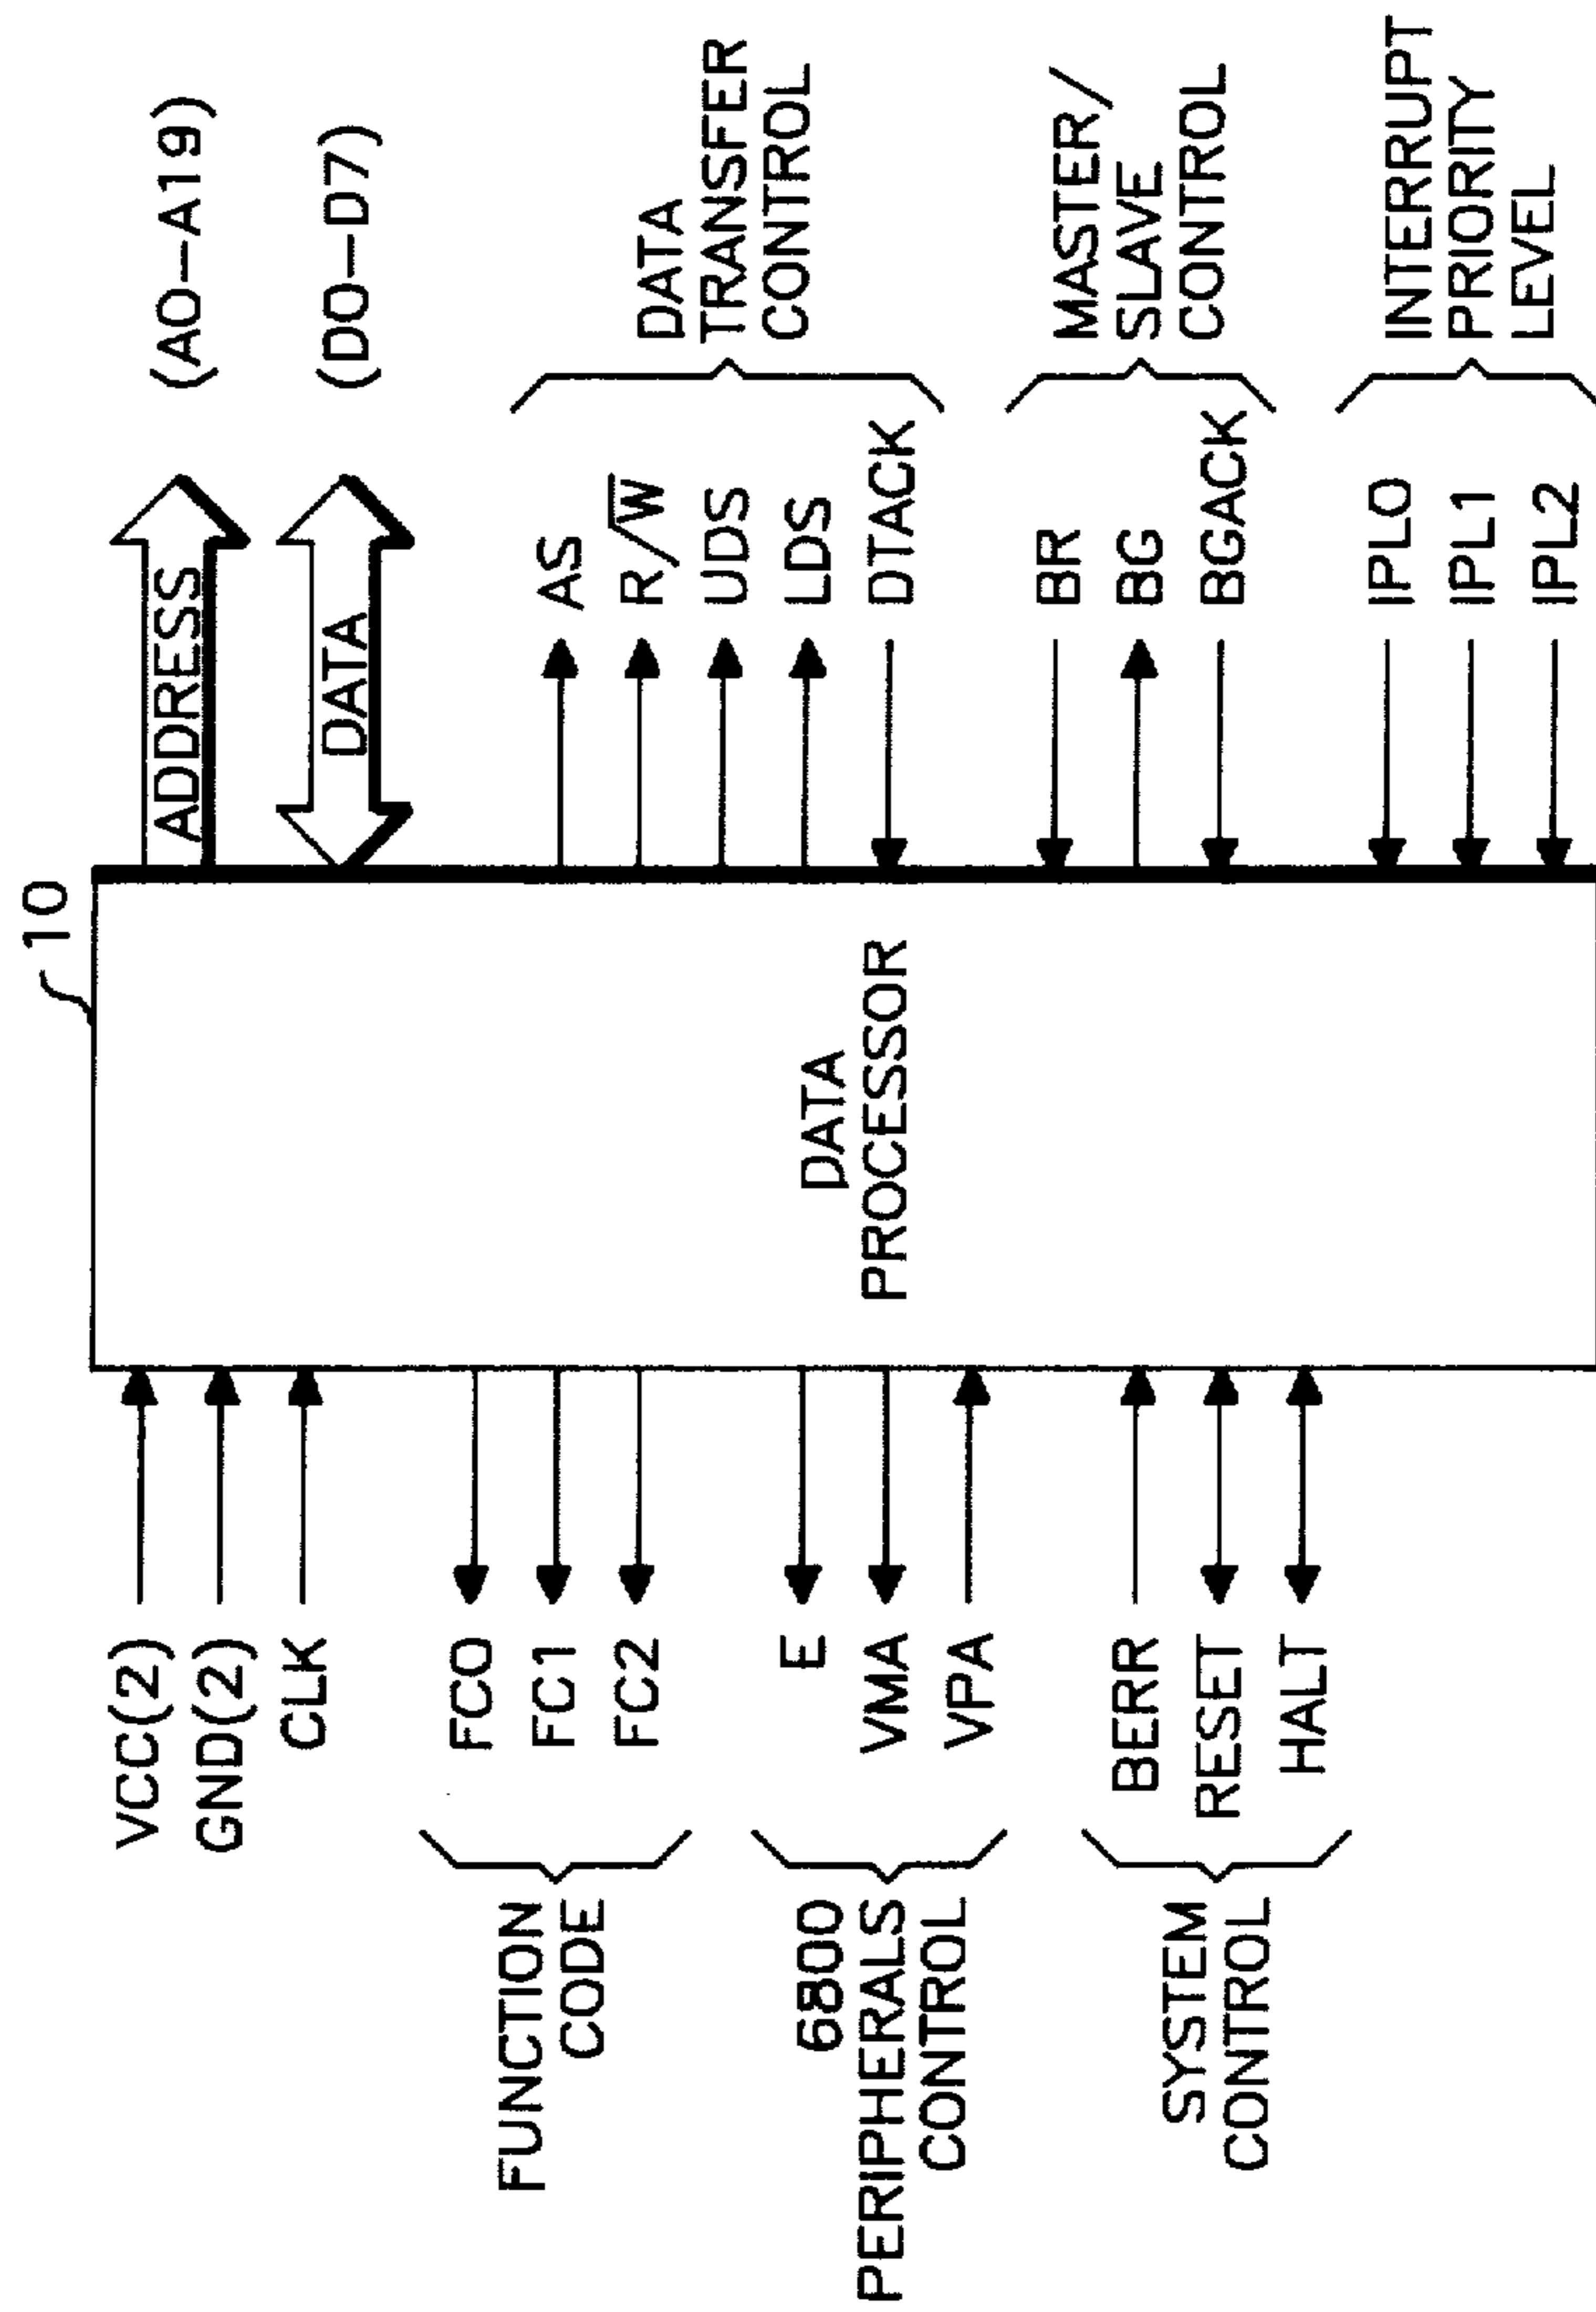 10
VCC(2)
GND(2)
CLK
FUNCTION
CODE
FC0
FC1
FC2
6800
PERIPHERALS
CONTROL
E
VMA
VPA
SYSTEM
CONTROL
BERR
RESET
HALT
DATA
PROCESSOR
ADDRESS
(A0-A19)
DATA
(D0-D7)
AS
R/W̅
UDS
LDS
DTACK
DATA
TRANSFER
CONTROL
BR
BG
BGACK
MASTER/
SLAVE
CONTROL
IPL0
IPL1
IPL2
INTERRUPT
PRIORITY
LEVEL